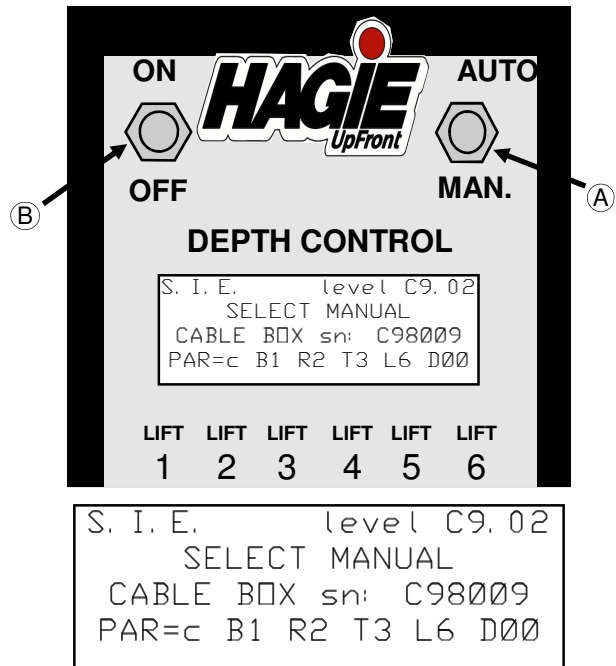 ON
HAGIE
UpFront
AUTO
OFF
MAN.
B
A
DEPTH CONTROL
S. I. E. level C9. 02
SELECT MANUAL
CABLE BOX sn: C98009
PAR=c B1 R2 T3 L6 D00
LIFT LIFT LIFT LIFT LIFT LIFT
1 2 3 4 5 6
S. I. E. level C9. 02
SELECT MANUAL
CABLE BOX sn: C98009
PAR=c B1 R2 T3 L6 D00